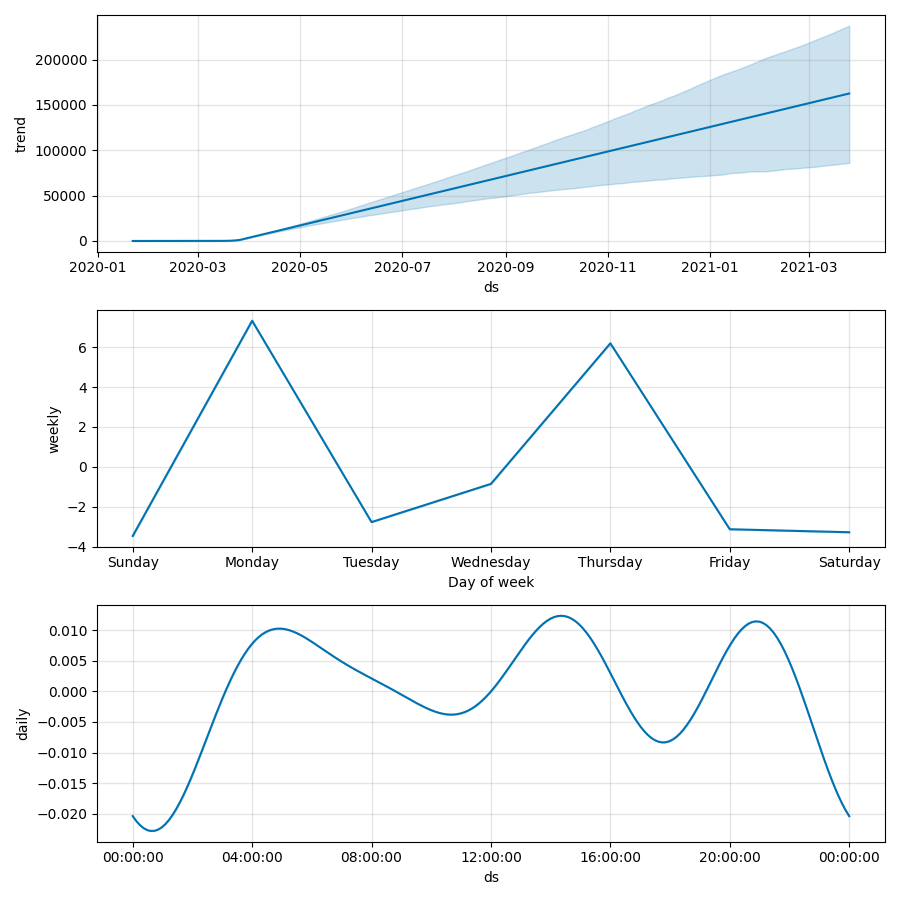 200000
150000
100000
50000
0
trend
2020-01 2020-03 2020-05 2020-07 2020-09 2020-11 2021-01 2021-03
ds
6
4
2
0
−2
−4
weekly
Sunday Monday Tuesday Wednesday Thursday Friday Saturday
Day of week
0.010
0.005
0.000
−0.005
−0.010
−0.015
−0.020
daily
00:00:00 04:00:00 08:00:00 12:00:00 16:00:00 20:00:00 00:00:00
ds